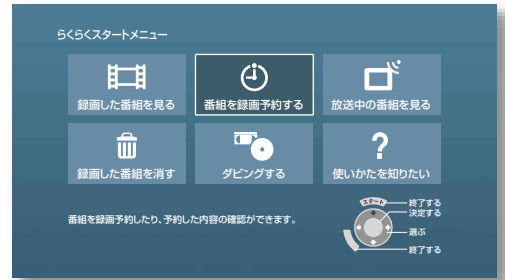 らくらくスタートメニュー
録画した番組を見る
番組を録画予約する
放送中の番組を見る
録画した番組を消す
ダビングする
?
使いかたを知りたい
番組を録画予約したり、予約した内容の確認ができます。
スタート
終了する
決定する
選ぶ
終了する